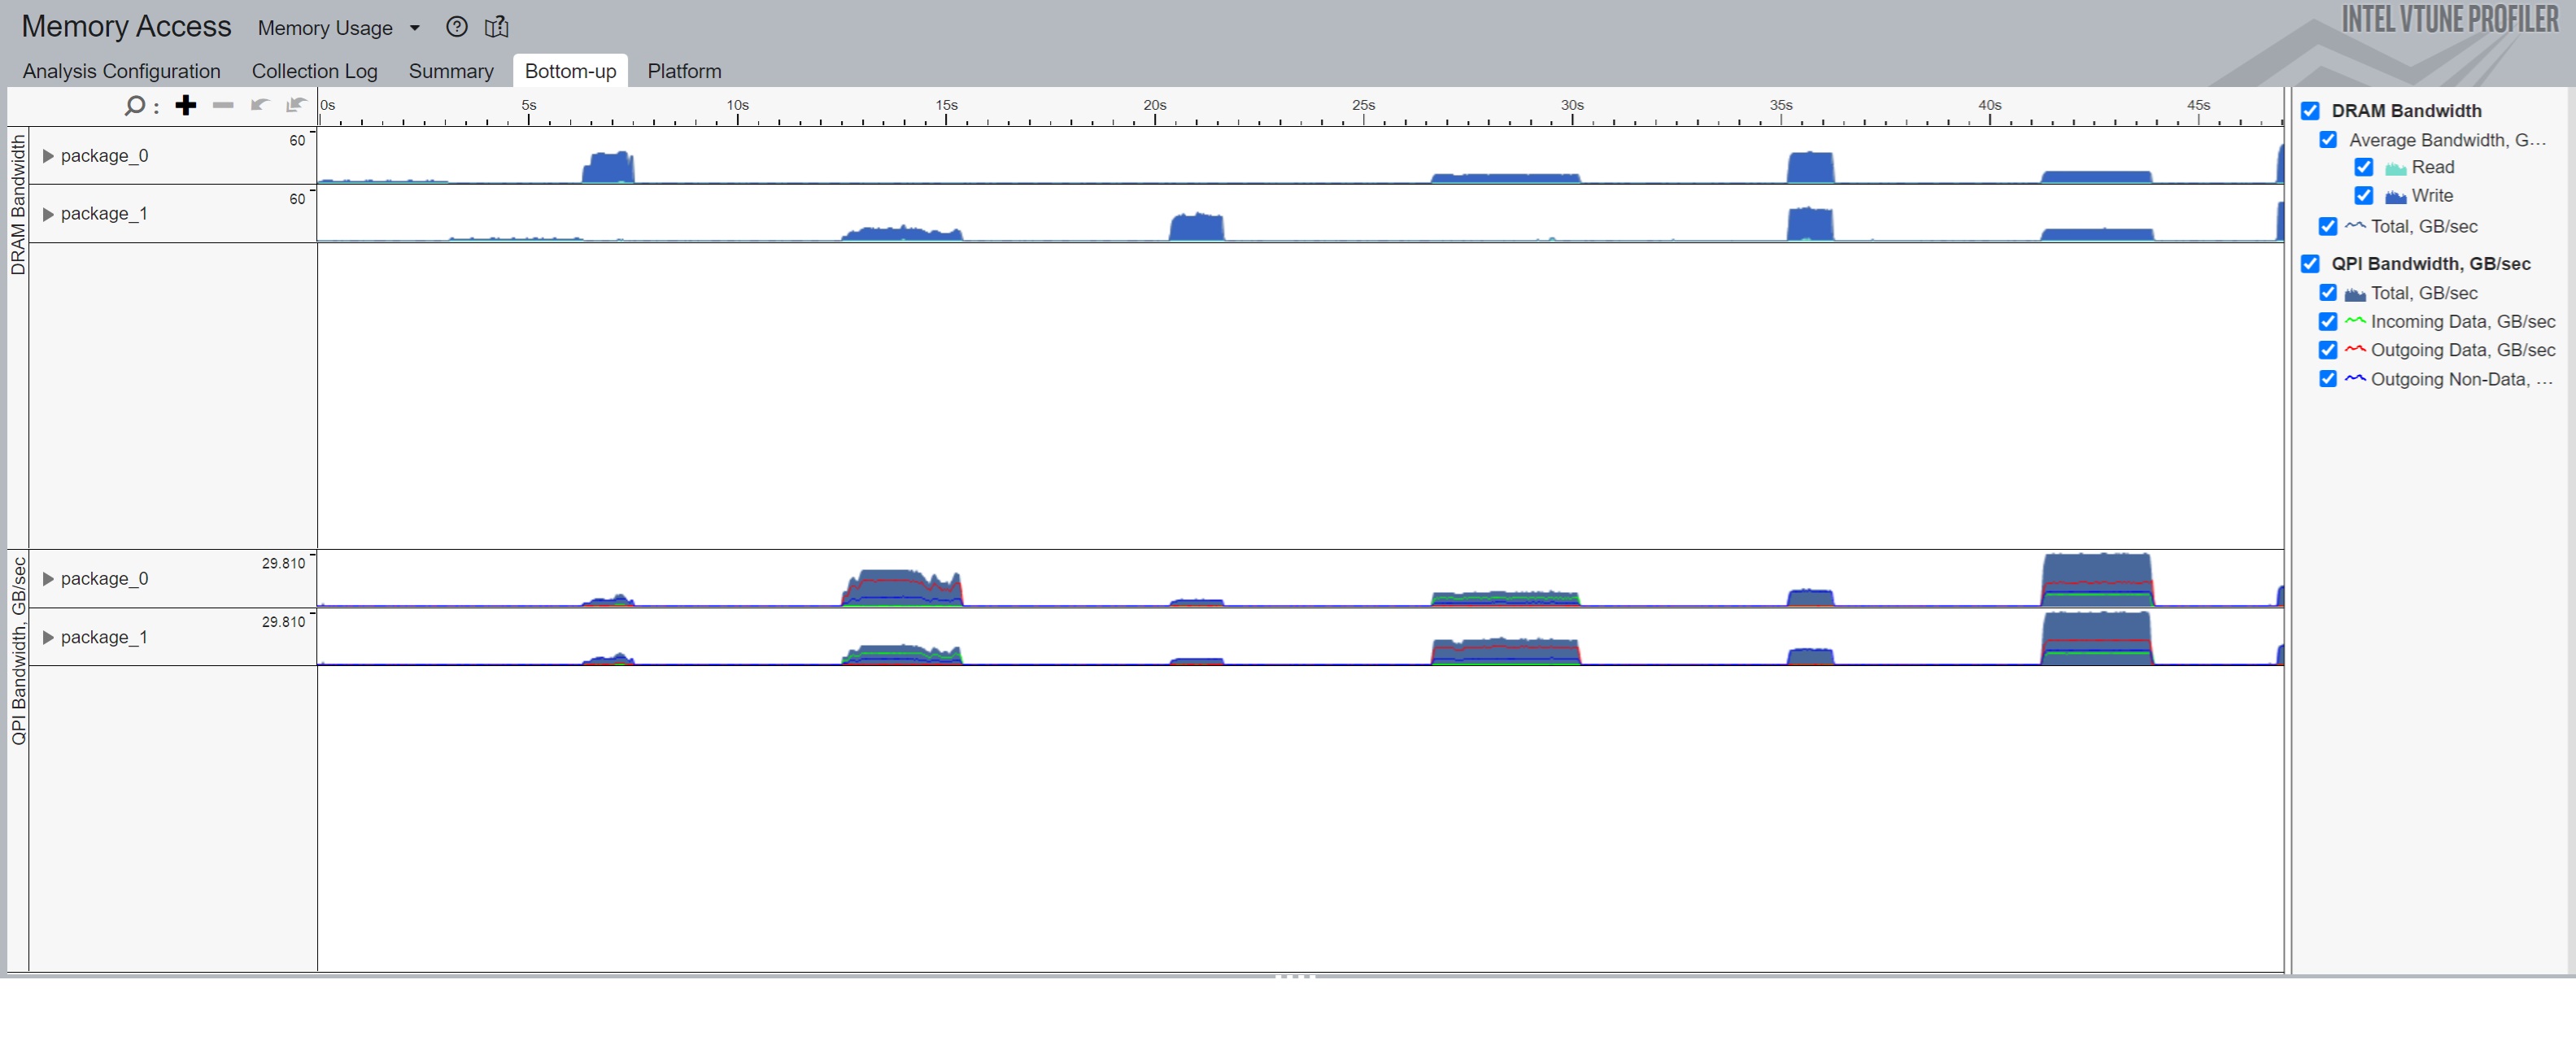 Memory Access Memory Usage
INTEL VTUNE PROFILER
Analysis Configuration Collection Log Summary Bottom-up Platform
0s 5s 10s 15s 20s 25s 30s 35s 40s 45s
DRAM Bandwidth
package_0 60
package_1 60
QPI Bandwidth, GB/sec
package_0 29.810
package_1 29.810
DRAM Bandwidth
Average Bandwidth, G...
Read
Write
Total, GB/sec
QPI Bandwidth, GB/sec
Total, GB/sec
Incoming Data, GB/sec
Outgoing Data, GB/sec
Outgoing Non-Data, ...